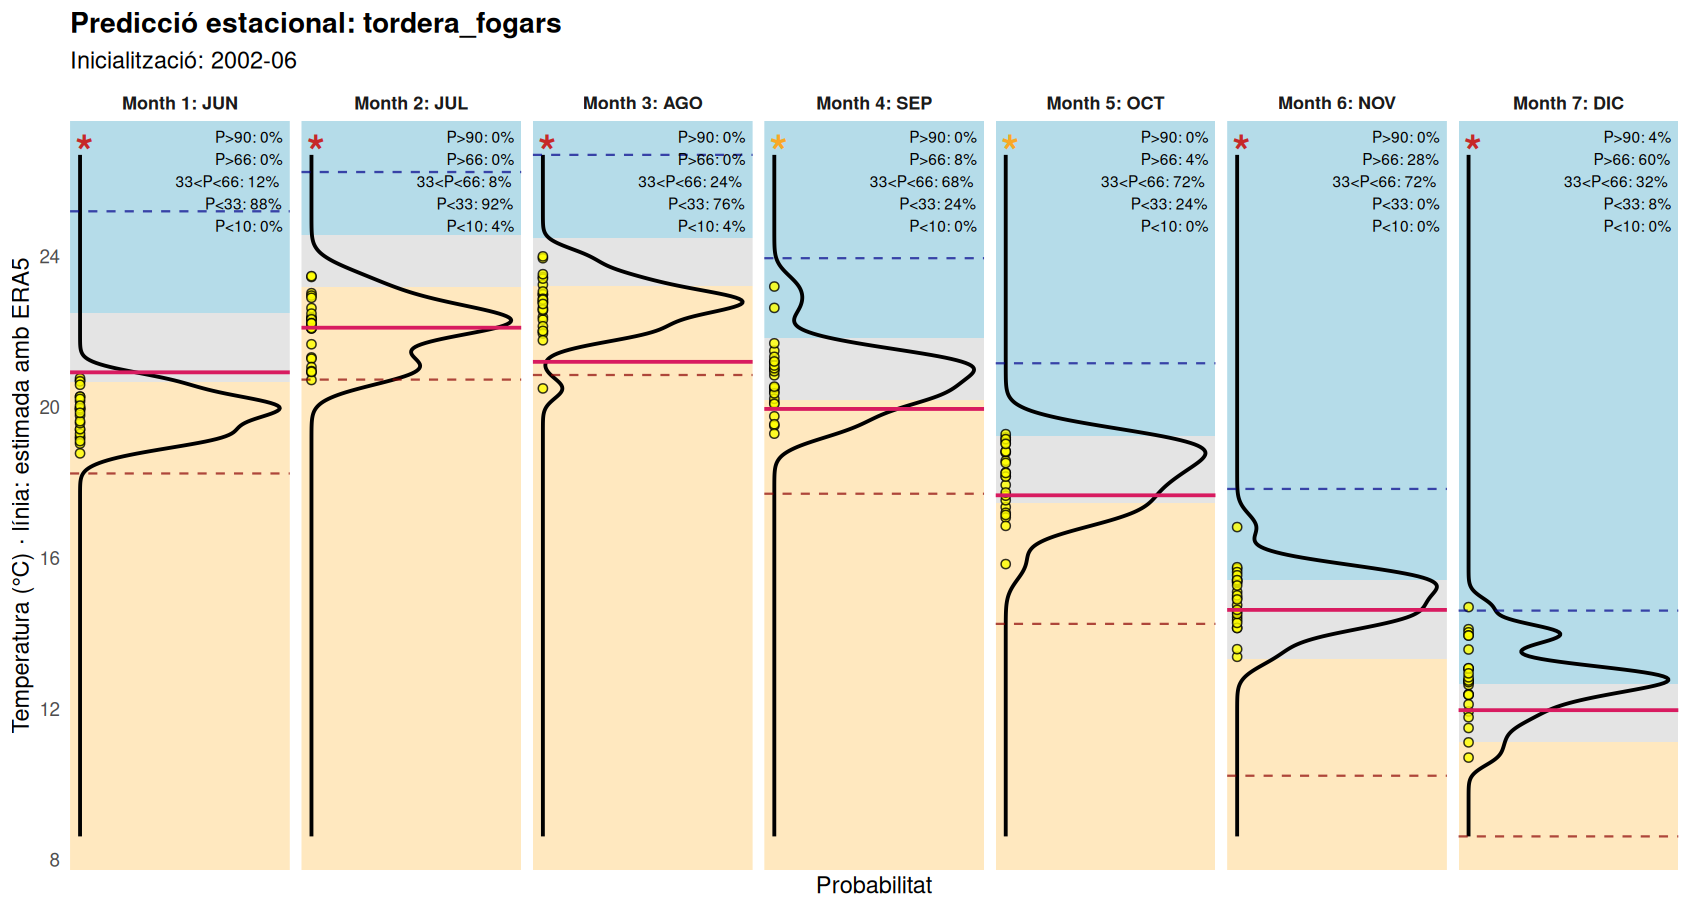 Predicció estacional: tordera_fogars
Inicialització: 2002-06
Month 1: JUN
Month 2: JUL
Month 3: AGO
Month 4: SEP
Month 5: OCT
Month 6: NOV
Month 7: DIC
*
P>90: 0%
P>66: 0%
33<P<66: 12%
P<33: 88%
P<10: 0%
*
P>90: 0%
P>66: 0%
33<P<66: 8%
P<33: 92%
P<10: 4%
*
P>90: 0%
P>66: 0%
33<P<66: 24%
P<33: 76%
P<10: 4%
*
P>90: 0%
P>66: 8%
33<P<66: 68%
P<33: 24%
P<10: 0%
*
P>90: 0%
P>66: 4%
33<P<66: 72%
P<33: 24%
P<10: 0%
*
P>90: 0%
P>66: 28%
33<P<66: 72%
P<33: 0%
P<10: 0%
*
P>90: 4%
P>66: 60%
33<P<66: 32%
P<33: 8%
P<10: 0%
24
20
16
12
8
Temperatura (°C) · línia: estimada amb ERA5
Probabilitat